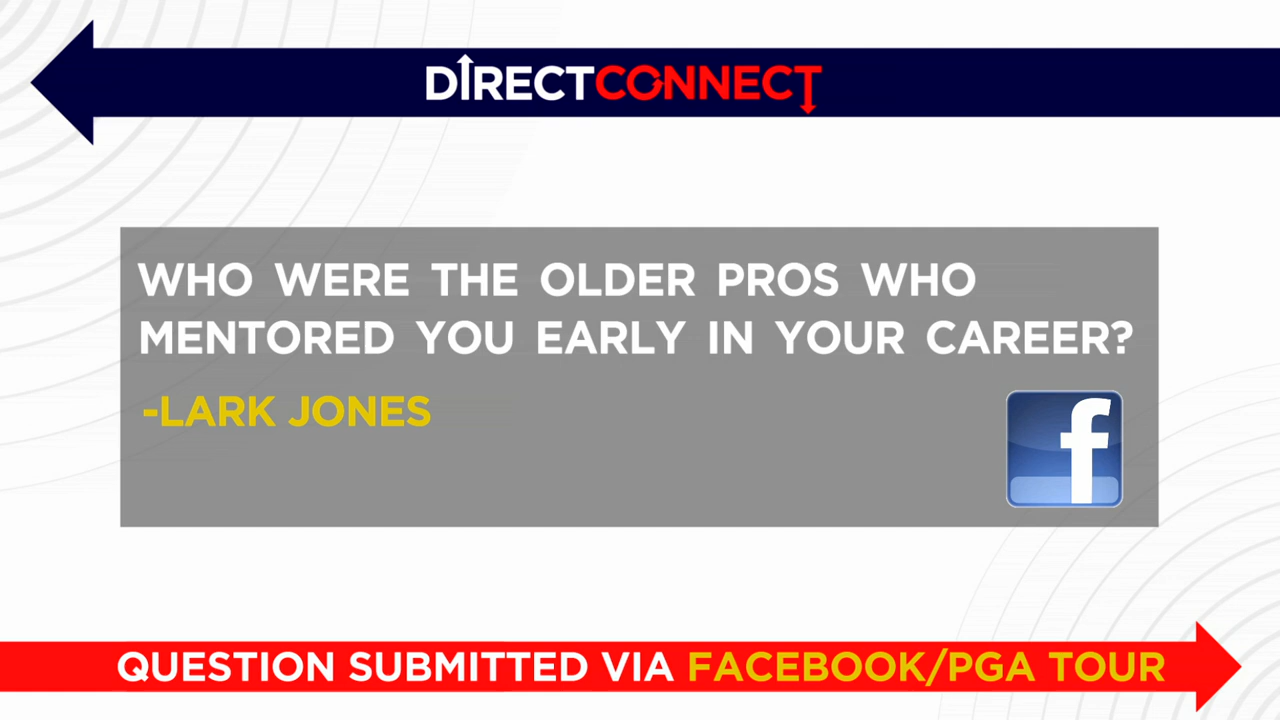 DIRECTCONNECT
WHO WERE THE OLDER PROS WHO
MENTORED YOU EARLY IN YOUR CAREER?
-LARK JONES
f
QUESTION SUBMITTED VIA FACEBOOK/PGA TOUR